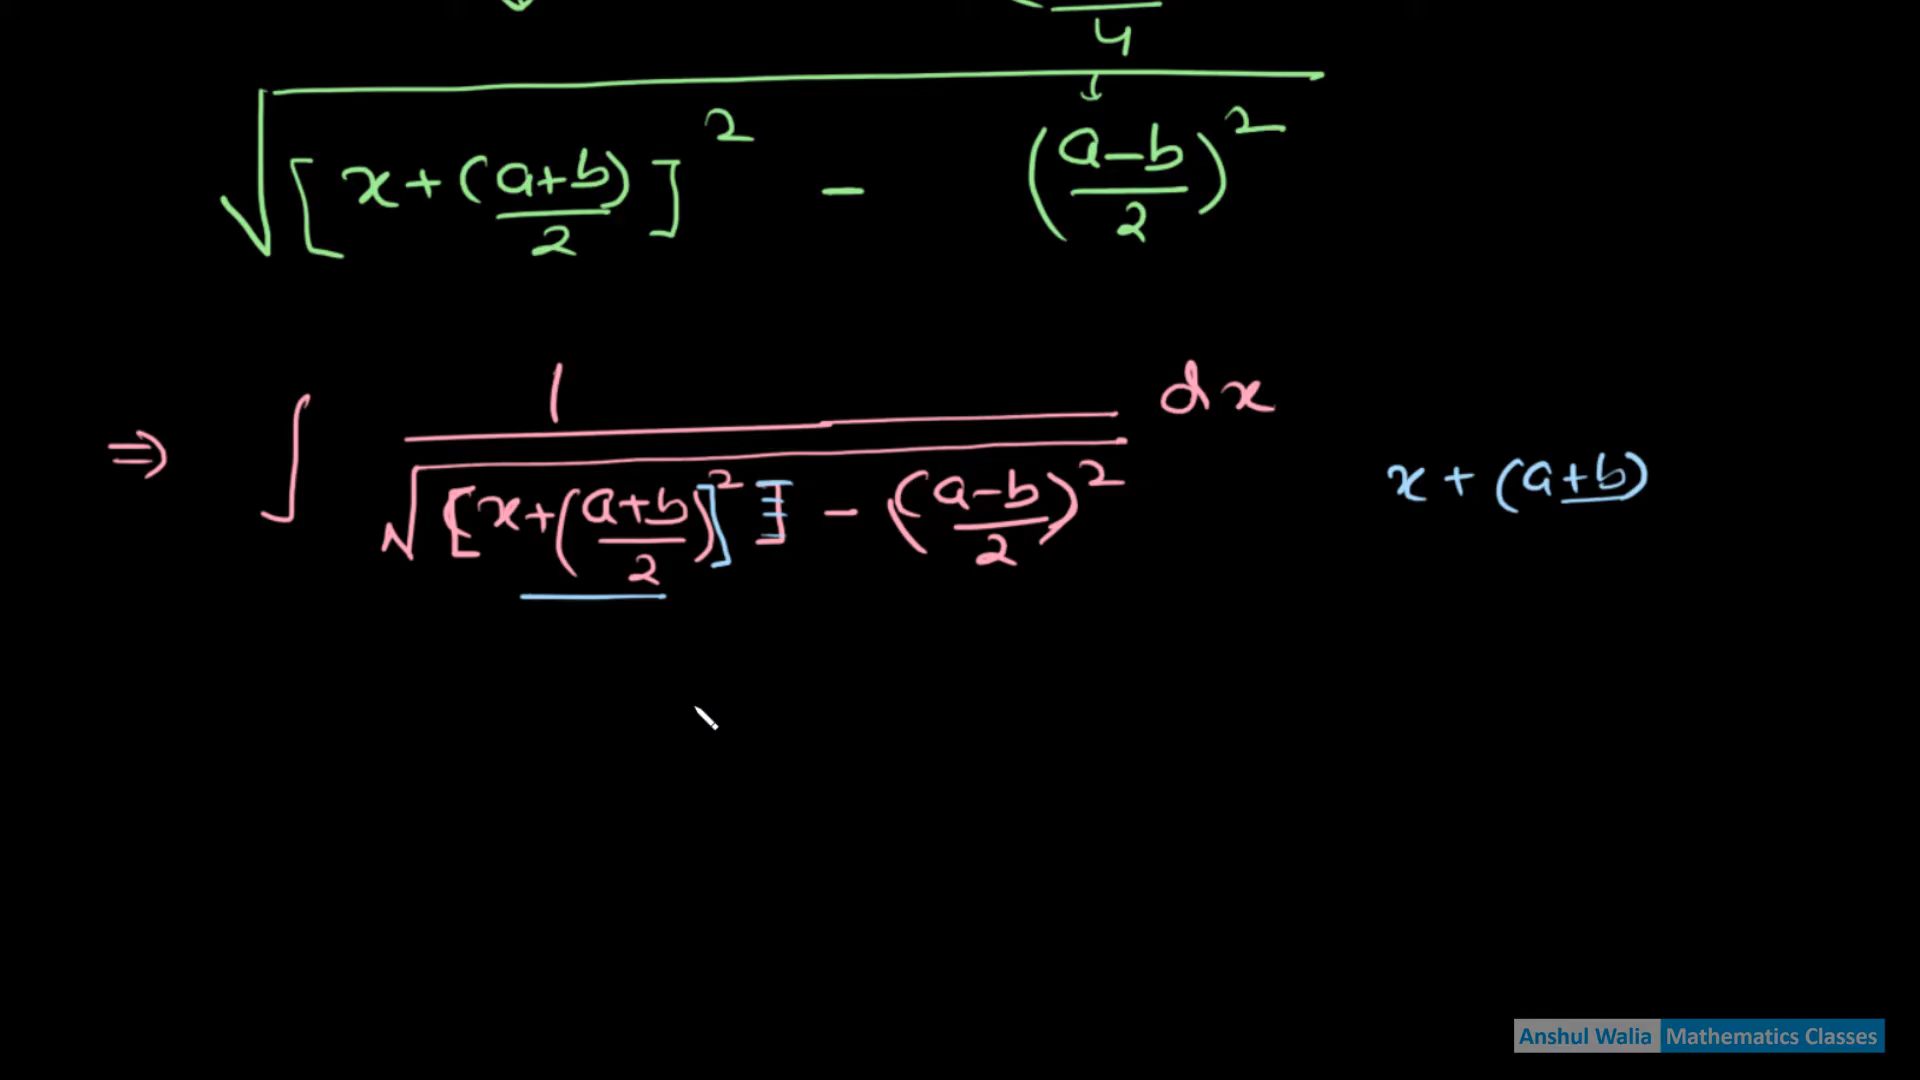 4
√[x+(a+b)/2]² - ((a-b)/2)²
⇒ ∫ 1/√[x+((a+b)/2)]² - ((a-b)/2)² dx
x+(a+b)
Anshul Walia Mathematics Classes